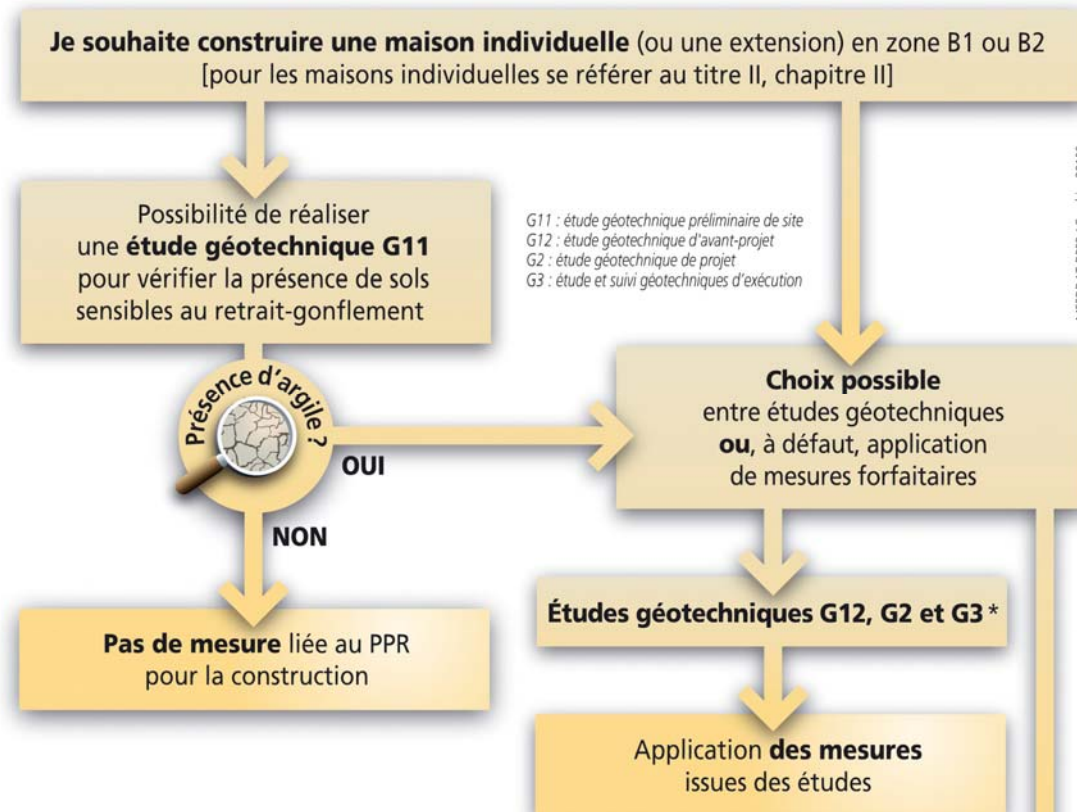 Je souhaite construire une maison individuelle (ou une extension) en zone B1 ou B2
[pour les maisons individuelles se référer au titre II, chapitre II]
Possibilité de réaliser
une étude géotechnique G11
pour vérifier la présence de sols
sensibles au retrait-gonflement
G11 : étude géotechnique préliminaire de site
G12 : étude géotechnique d'avant-projet
G2 : étude géotechnique de projet
G3 : étude et suivi géotechniques d'exécution
Présence d'argile ?
OUI
NON
Choix possible
entre études géotechniques
ou, à défaut, application
de mesures forfaitaires
Pas de mesure liée au PPR
pour la construction
Études géotechniques G12, G2 et G3 *
Application des mesures
issues des études